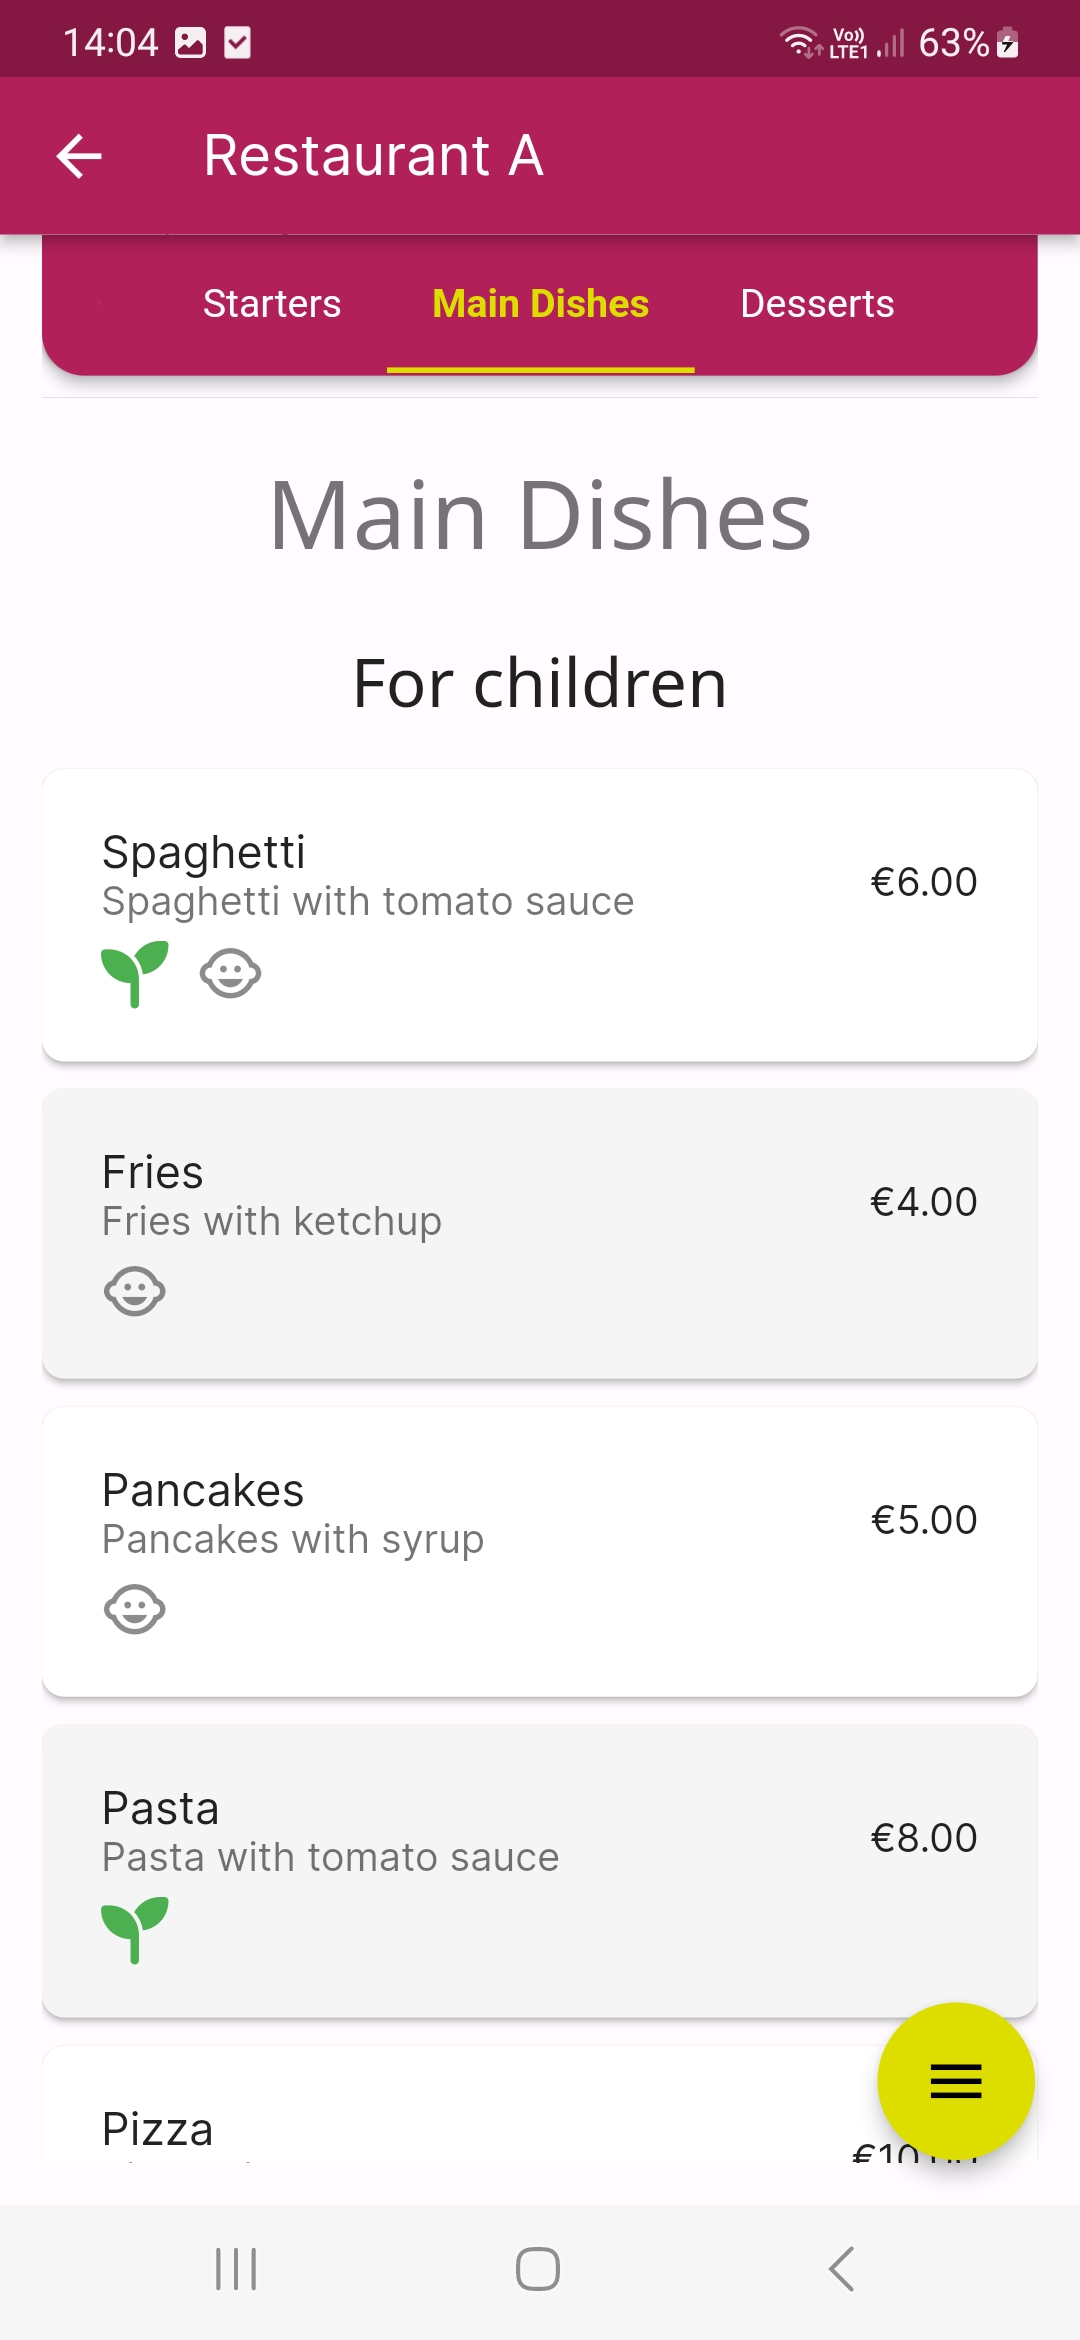 14:04
Vo))
LTE1
63%
Restaurant A
Starters
Main Dishes
Desserts
Main Dishes
For children
Spaghetti
Spaghetti with tomato sauce
€6.00
Fries
Fries with ketchup
€4.00
Pancakes
Pancakes with syrup
€5.00
Pasta
Pasta with tomato sauce
€8.00
Pizza